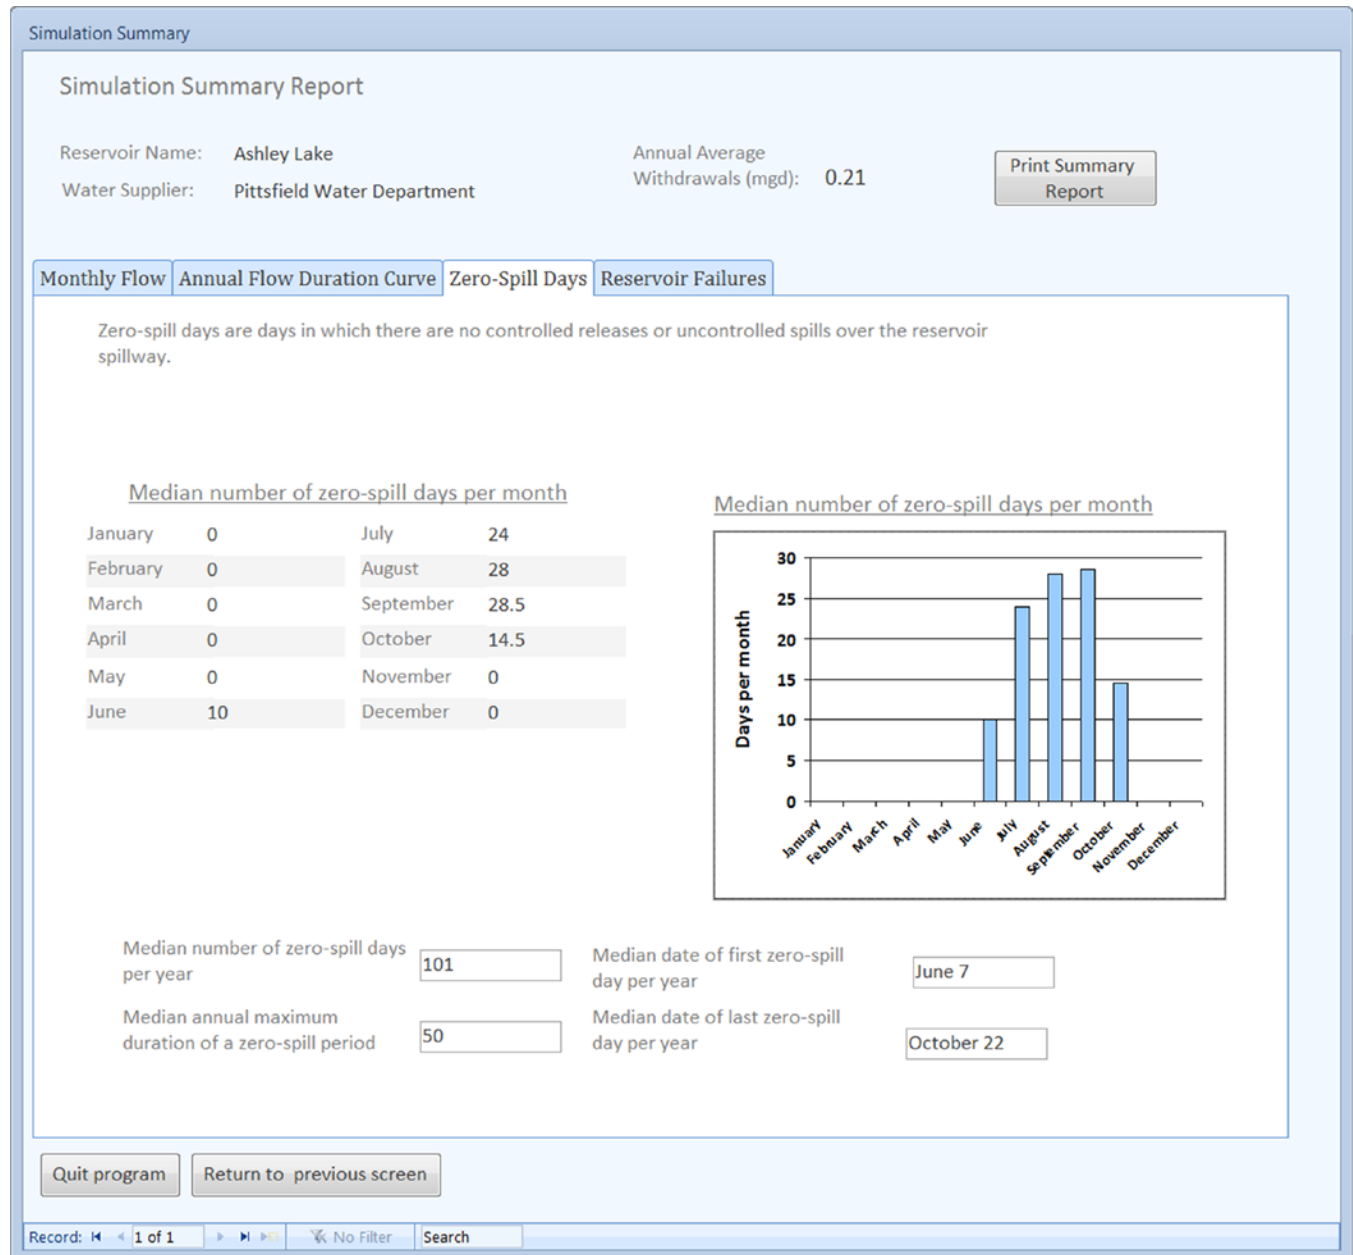 Simulation Summary
Simulation Summary Report
Reservoir Name: Ashley Lake
Water Supplier: Pittsfield Water Department
Annual Average
Withdrawals (mgd): 0.21
Print Summary
Report
Monthly Flow Annual Flow Duration Curve Zero-Spill Days Reservoir Failures
Zero-spill days are days in which there are no controlled releases or uncontrolled spills over the reservoir
spillway.
Median number of zero-spill days per month
January 0 July 24
February 0 August 28
March 0 September 28.5
April 0 October 14.5
May 0 November 0
June 10 December 0
Median number of zero-spill days per month
Days per month
30
25
20
15
10
5
0
January February March April May June July August September October November December
Median number of zero-spill days
per year
101
Median date of first zero-spill
day per year
June 7
Median annual maximum
duration of a zero-spill period
50
Median date of last zero-spill
day per year
October 22
Quit program Return to previous screen
Record: 1 of 1 No Filter Search